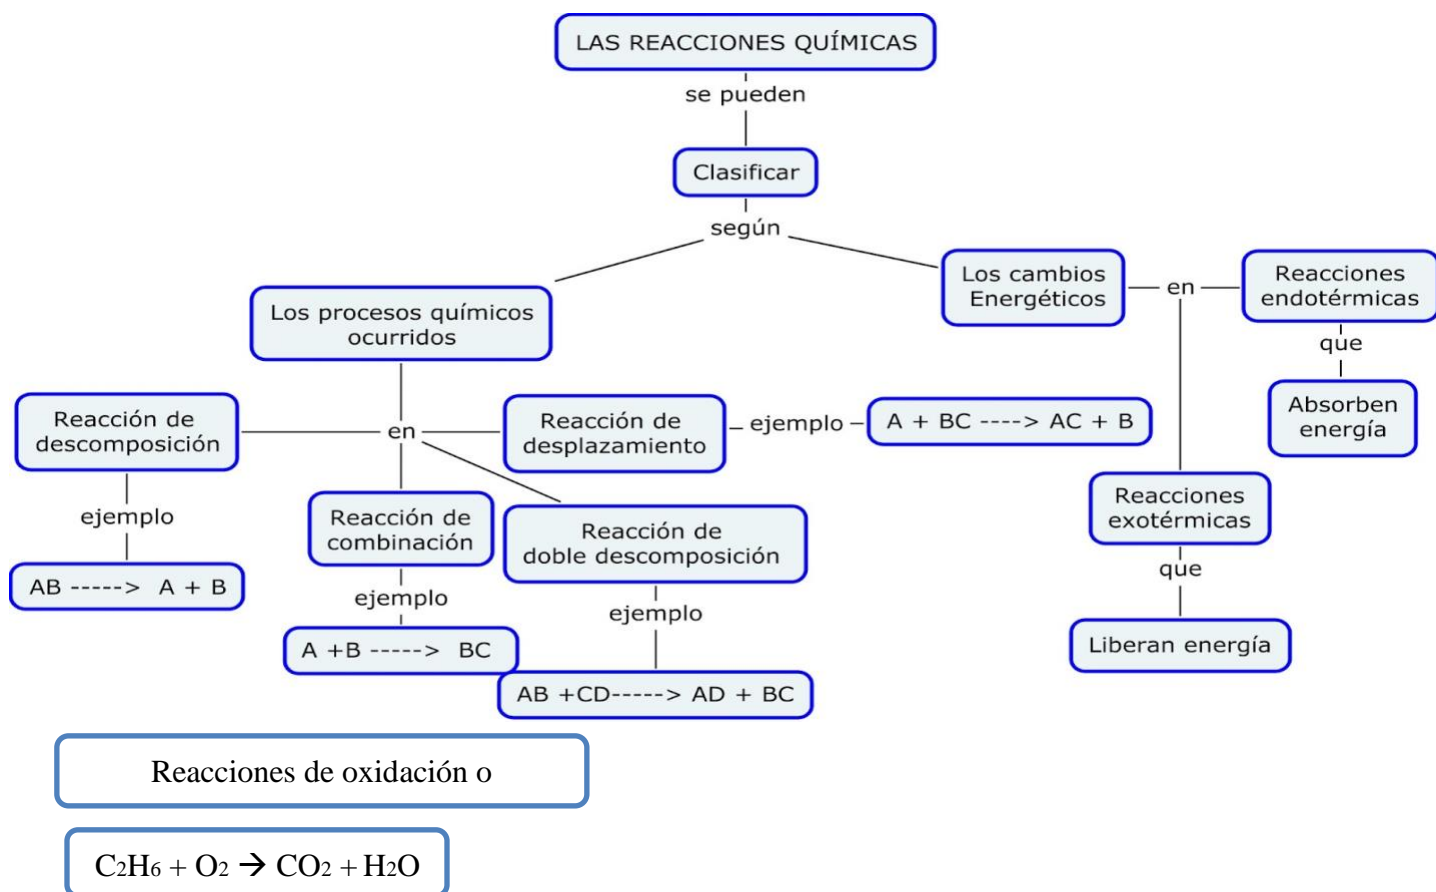 LAS REACCIONES QUÍMICAS
se pueden
Clasificar
según
Los procesos químicos
ocurridos
Los cambios
Energéticos
en
Reacciones
endotérmicas
que
Absorben
energía
Reacciones
exotérmicas
que
Liberan energía
en
Reacción de
descomposición
ejemplo
AB -----> A + B
Reacción de
combinación
ejemplo
A +B -----> BC
Reacción de
doble descomposición
ejemplo
AB +CD-----> AD + BC
Reacción de
desplazamiento
ejemplo
A + BC ----> AC + B
Reacciones de oxidación o
C2H6 + O2 → CO2 + H2O